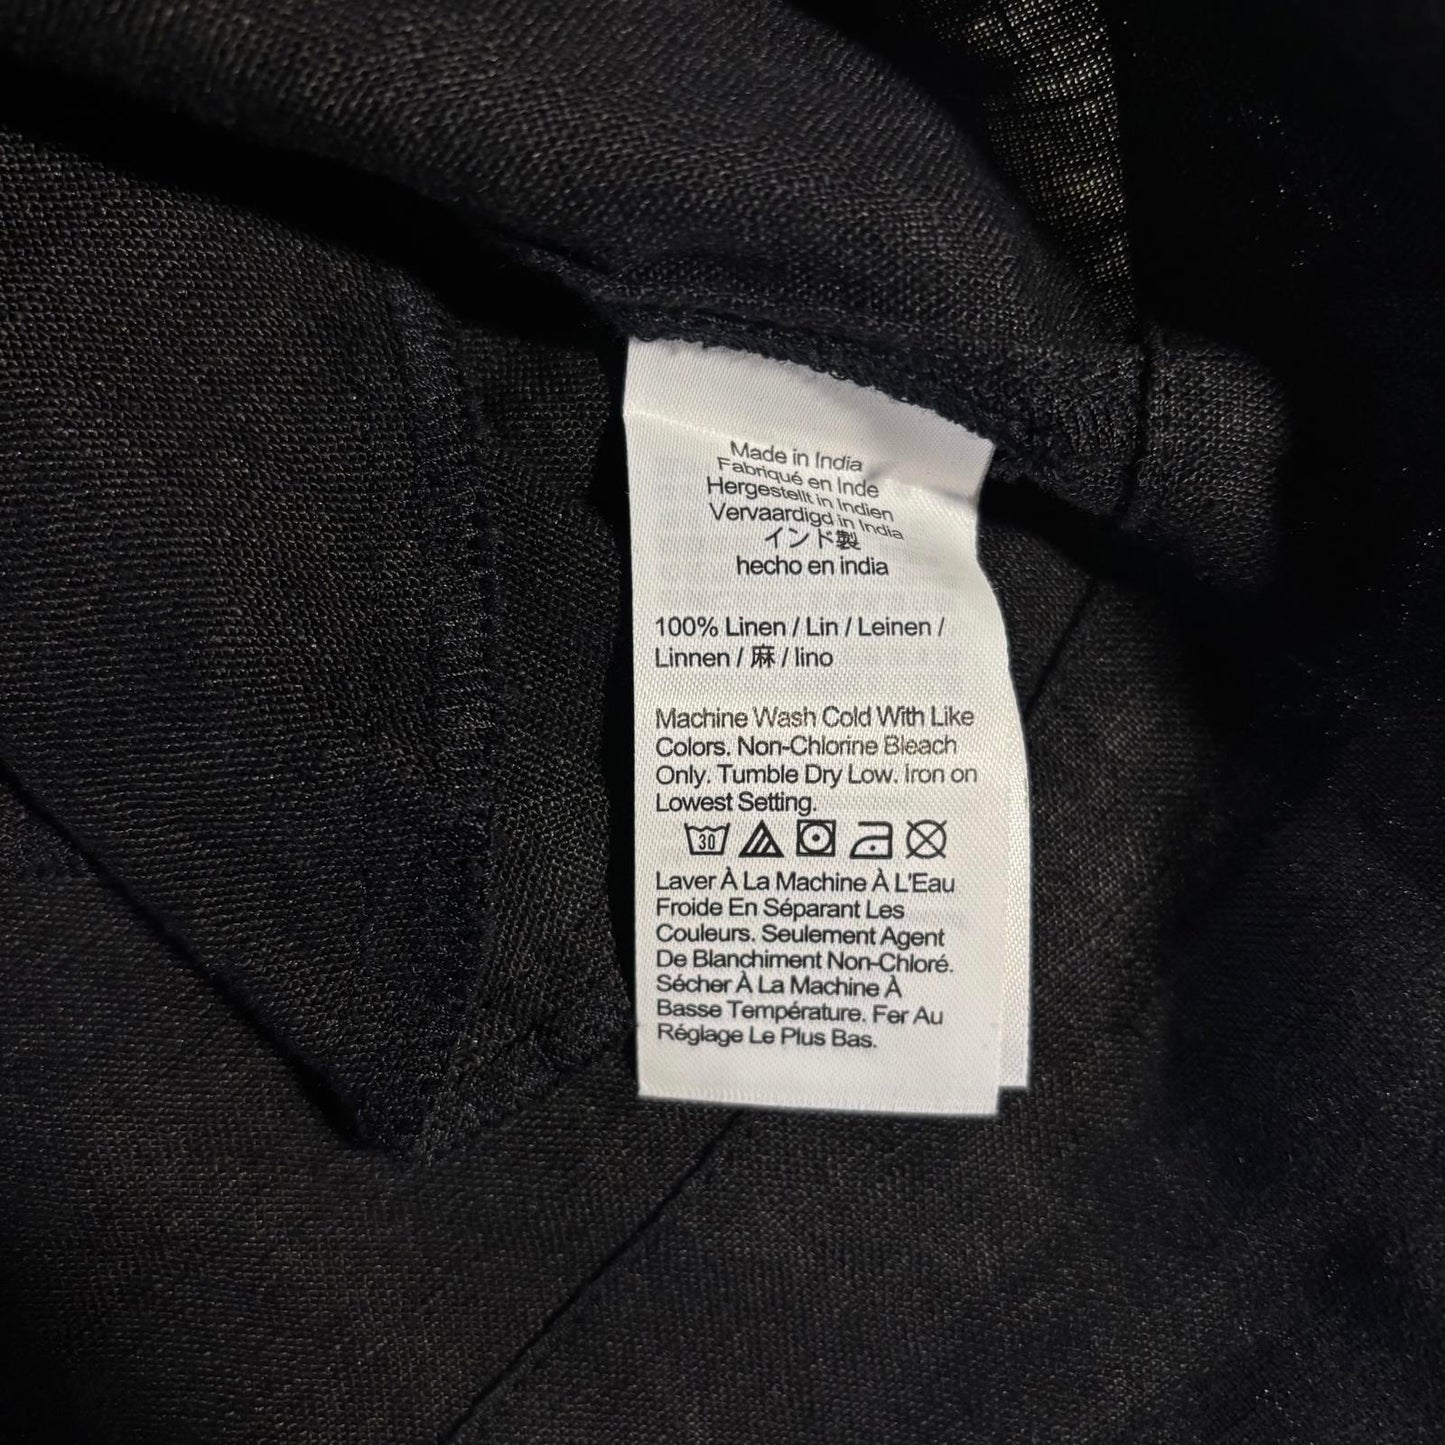 Made in India
Fabriqué en Inde
Hergestellt in Indien
Vervaardigd in India
インド製
hecho en india
100% Linen / Lin / Leinen /
Linnen / 麻 / lino
Machine Wash Cold With Like
Colors. Non-Chlorine Bleach
Only. Tumble Dry Low. Iron on
Lowest Setting.
30
Laver À La Machine À L'Eau
Froide En Séparant Les
Couleurs. Seulement Agent
De Blanchiment Non-Chloré.
Sécher À La Machine À
Basse Température. Fer Au
Réglage Le Plus Bas.